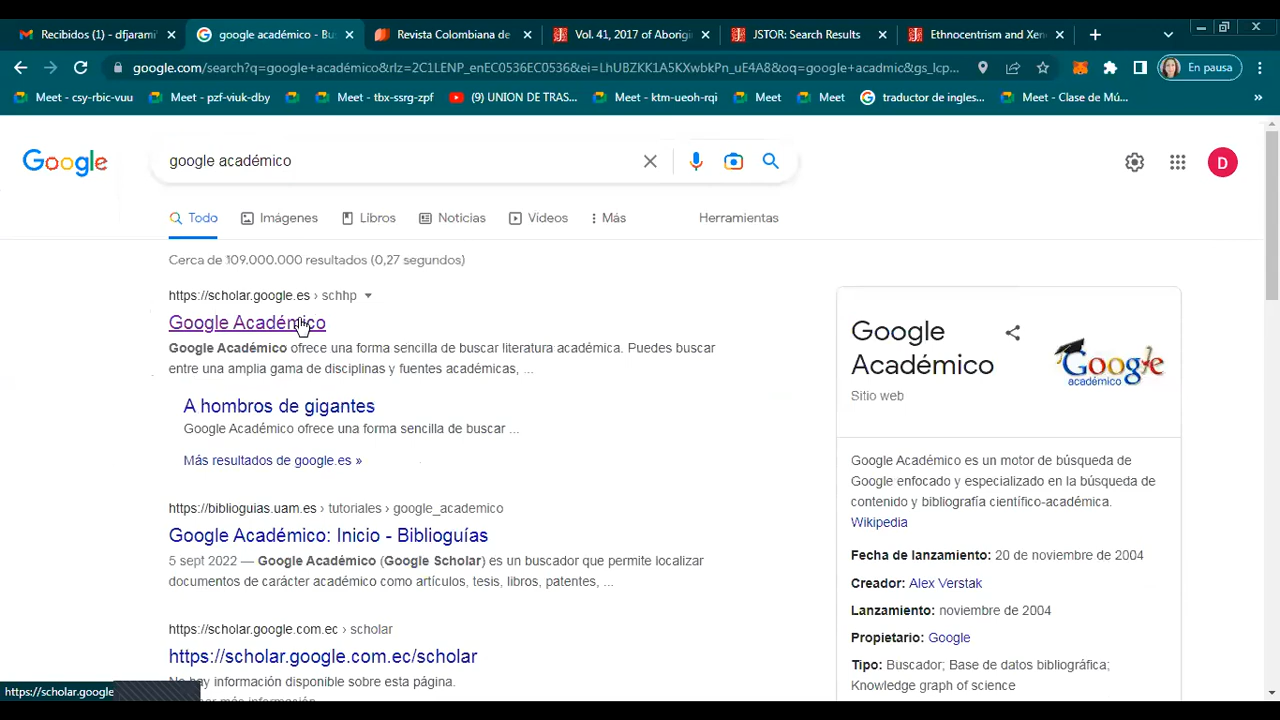 Recibidos (1) - dfjarami
google académico - Bu
Revista Colombiana de
Vol. 41, 2017 of Aborigi
JSTOR: Search Results
Ethnocentrism and Xen
google.com/search?q=google+académico&rlz=2C1LENP_enEC0536EC0536&ei=LhUBZKK1A5KXwbkPn_uE4A8&oq=google+acadmic&gs_lcp...
En pausa
Meet - csy-rbic-vuu
Meet - pzf-viuk-dby
Meet - tbx-ssrg-zpf
(9) UNION DE TRAS...
Meet - ktm-ueoh-rqi
Meet
Meet
traductor de ingles...
Meet - Clase de Mú...
»
Google
google académico
D
Todo
Imágenes
Libros
Noticias
Videos
Más
Herramientas
Cerca de 109.000.000 resultados (0,27 segundos)
https://scholar.google.es › schhp
Google Académico
Google Académico ofrece una forma sencilla de buscar literatura académica. Puedes buscar
entre una amplia gama de disciplinas y fuentes académicas, ...
A hombros de gigantes
Google Académico ofrece una forma sencilla de buscar ...
Más resultados de google.es »
https://biblioguias.uam.es › tutoriales › google_academico
Google Académico: Inicio - Biblioguías
5 sept 2022 — Google Académico (Google Scholar) es un buscador que permite localizar
documentos de carácter académico como artículos, tesis, libros, patentes, ...
https://scholar.google.com.ec › scholar
https://scholar.google.com.ec/scholar
No hay información disponible sobre esta página.
más información.
Google
Académico
Google
académico
Sitio web
Google Académico es un motor de búsqueda de
Google enfocado y especializado en la búsqueda de
contenido y bibliografía científico-académica.
Wikipedia
Fecha de lanzamiento: 20 de noviembre de 2004
Creador: Alex Verstak
Lanzamiento: noviembre de 2004
Propietario: Google
Tipo: Buscador; Base de datos bibliográfica;
Knowledge graph of science
https://scholar.google